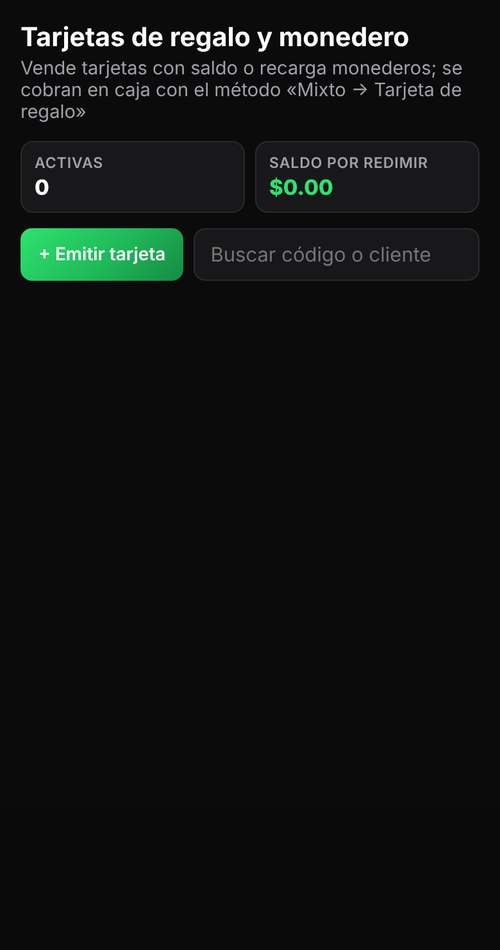 Tarjetas de regalo y monedero
Vende tarjetas con saldo o recarga monederos; se
cobran en caja con el método «Mixto → Tarjeta de
regalo»
ACTIVAS
0
SALDO POR REDIMIR
$0.00
+ Emitir tarjeta
Buscar código o cliente